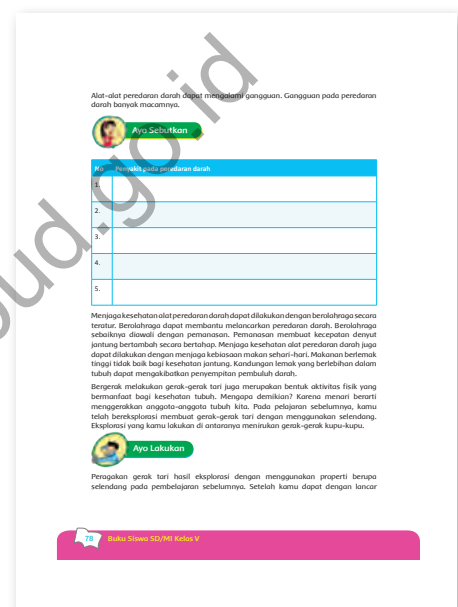 Alat-alat peredaran darah dapat mengalami gangguan. Gangguan pada peredaran
darah banyak macamnya.
Ayo Sebutkan
No Penyakit pada peredaran darah
1.
2.
3.
4.
5.
Menjaga kesehatan alat peredaran darah dapat dilakukan dengan berolahraga secara
teratur. Berolahraga dapat membantu melancarkan peredaran darah. Berolahraga
sebaiknya diawali dengan pemanasan. Pemanasan membuat kecepatan denyut
jantung bertambah secara bertahap. Menjaga kesehatan alat peredaran darah juga
dapat dilakukan dengan menjaga kebiasaan makan sehari-hari. Makanan berlemak
tinggi tidak baik bagi kesehatan jantung. Kandungan lemak yang berlebihan dalam
tubuh dapat mengakibatkan penyempitan pembuluh darah.
Bergerak melakukan gerak-gerak tari juga merupakan bentuk aktivitas fisik yang
bermanfaat bagi kesehatan tubuh. Mengapa demikian? Karena menari berarti
menggerakkan anggota-anggota tubuh kita. Pada pelajaran sebelumnya, kamu
telah bereksplorasi membuat gerak-gerak tari dengan menggunakan selendang.
Eksplorasi yang kamu lakukan di antaranya menirukan gerak-gerak kupu-kupu.
Ayo Lakukan
Peragakan gerak tari hasil eksplorasi dengan menggunakan properti berupa
selendang pada pembelajaran sebelumnya. Setelah kamu dapat dengan lancar
78 Buku Siswa SD/MI Kelas V
ud.go.id